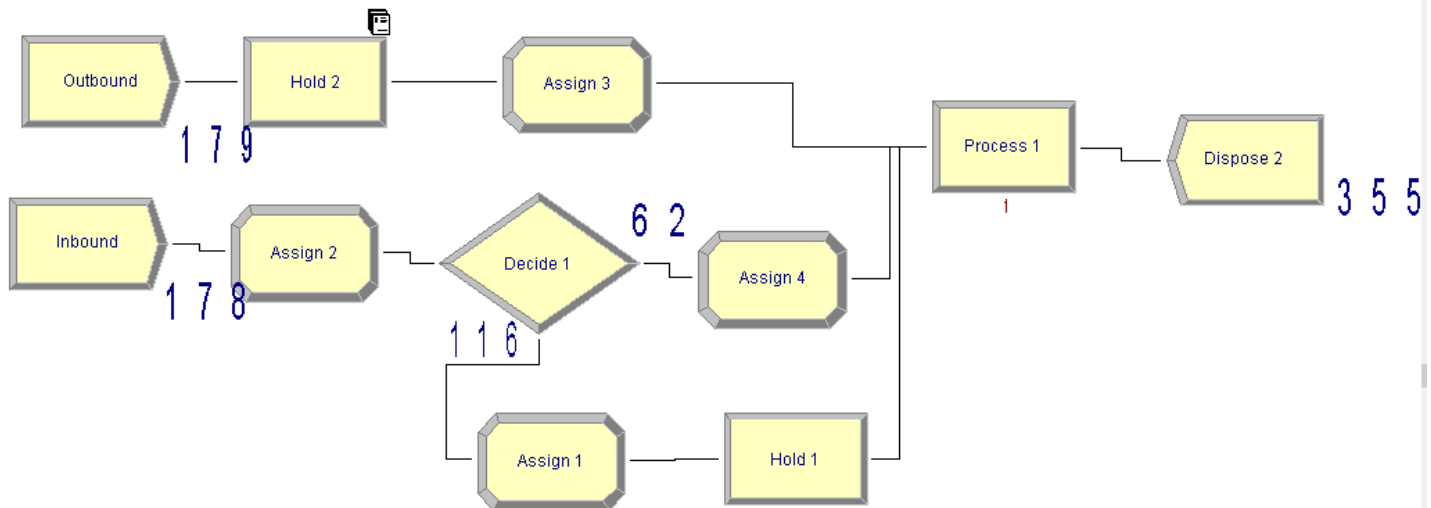 Outbound
Hold 2
Assign 3
1 7 9
Process 1
1
Dispose 2
3 5 5
Inbound
1 7 8
Assign 2
Decide 1
6 2
1 1 6
Assign 4
Assign 1
Hold 1